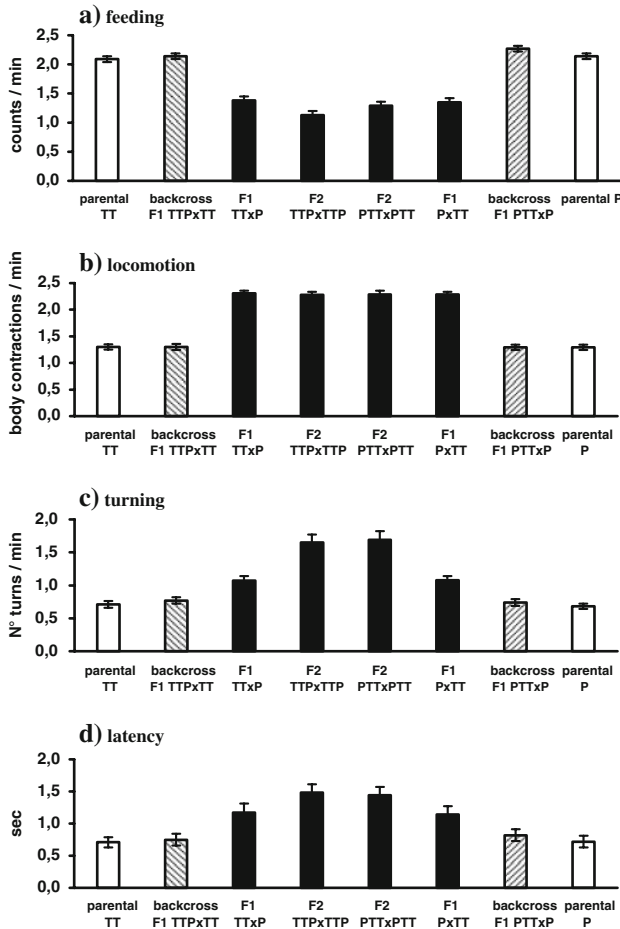 a) feeding
counts / min
2,5
2,0
1,5
1,0
0,5
0,0
parental backcross F1 F2 F2 F1 backcross parental P
TT F1 TTPxTT TTxP TTPxTTP PTTxPTT PxTT F1 PTTxP
b) locomotion
body contractions / min
2,5
2,0
1,5
1,0
0,5
0,0
parental backcross F1 F2 F2 F1 backcross parental
TT F1 TTPxTT TTxP TTPxTTP PTTxPTT PxTT F1 PTTxP P
c) turning
N° turns / min
2,0
1,5
1,0
0,5
0,0
parental backcross F1 F2 F2 F1 backcross parental
TT F1 TTPxTT TTxP TTPxTTP PTTxPTT PxTT F1 PTTxP P
d) latency
sec
2,0
1,5
1,0
0,5
0,0
parental backcross F1 F2 F2 F1 backcross parental
TT F1 TTPxTT TTxP TTPxTTP PTTxPTT PxTT F1 PTTxP P